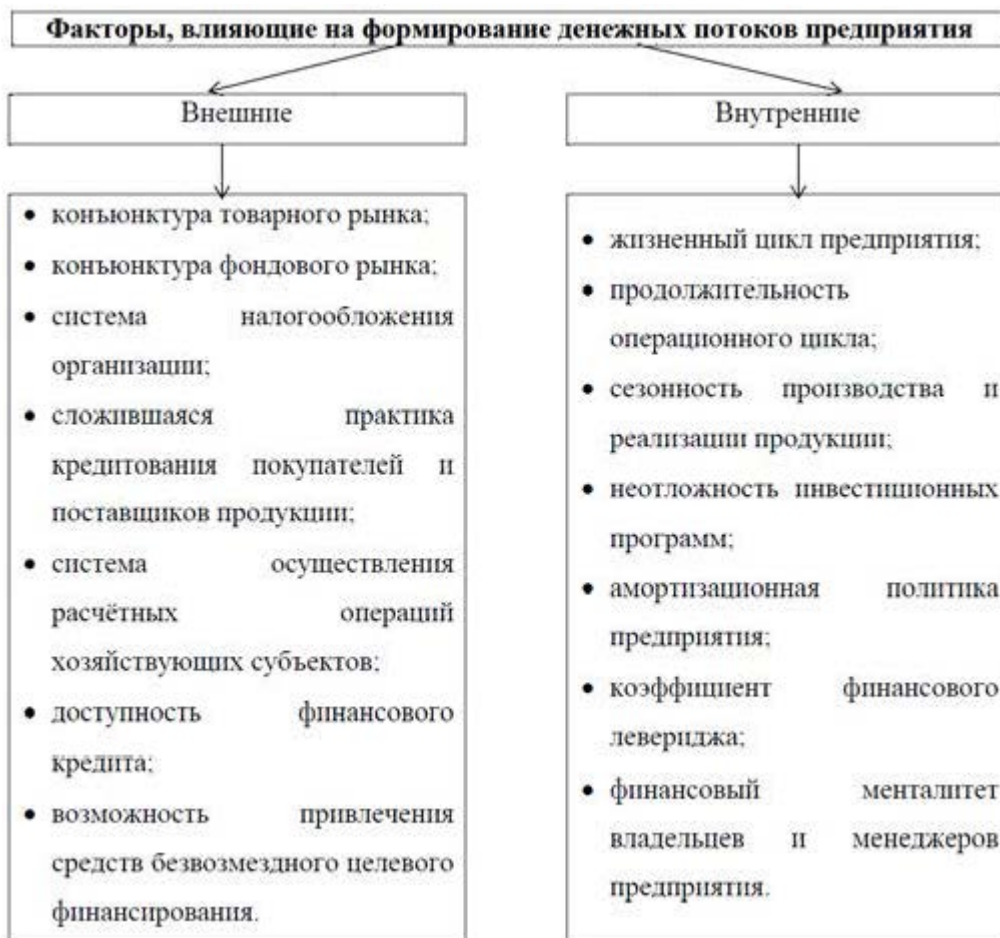 Факторы, влияющие на формирование денежных потоков предприятия
Внешние
• конъюнктура товарного рынка;
• конъюнктура фондового рынка;
• система налогообложения
организации;
• сложившаяся практика
кредитования покупателей и
поставщиков продукции;
• система осуществления
расчётных операций
хозяйствующих субъектов;
• доступность финансового
кредита;
• возможность привлечения
средств безвозмездного целевого
финансирования.
Внутренние
• жизненный цикл предприятия;
• продолжительность
операционного цикла;
• сезонность производства и
реализации продукции;
• неотложность инвестиционных
программ;
• амортизационная политика
предприятия;
• коэффициент финансового
левериджа;
• финансовый менталитет
владельцев и менеджеров
предприятия.